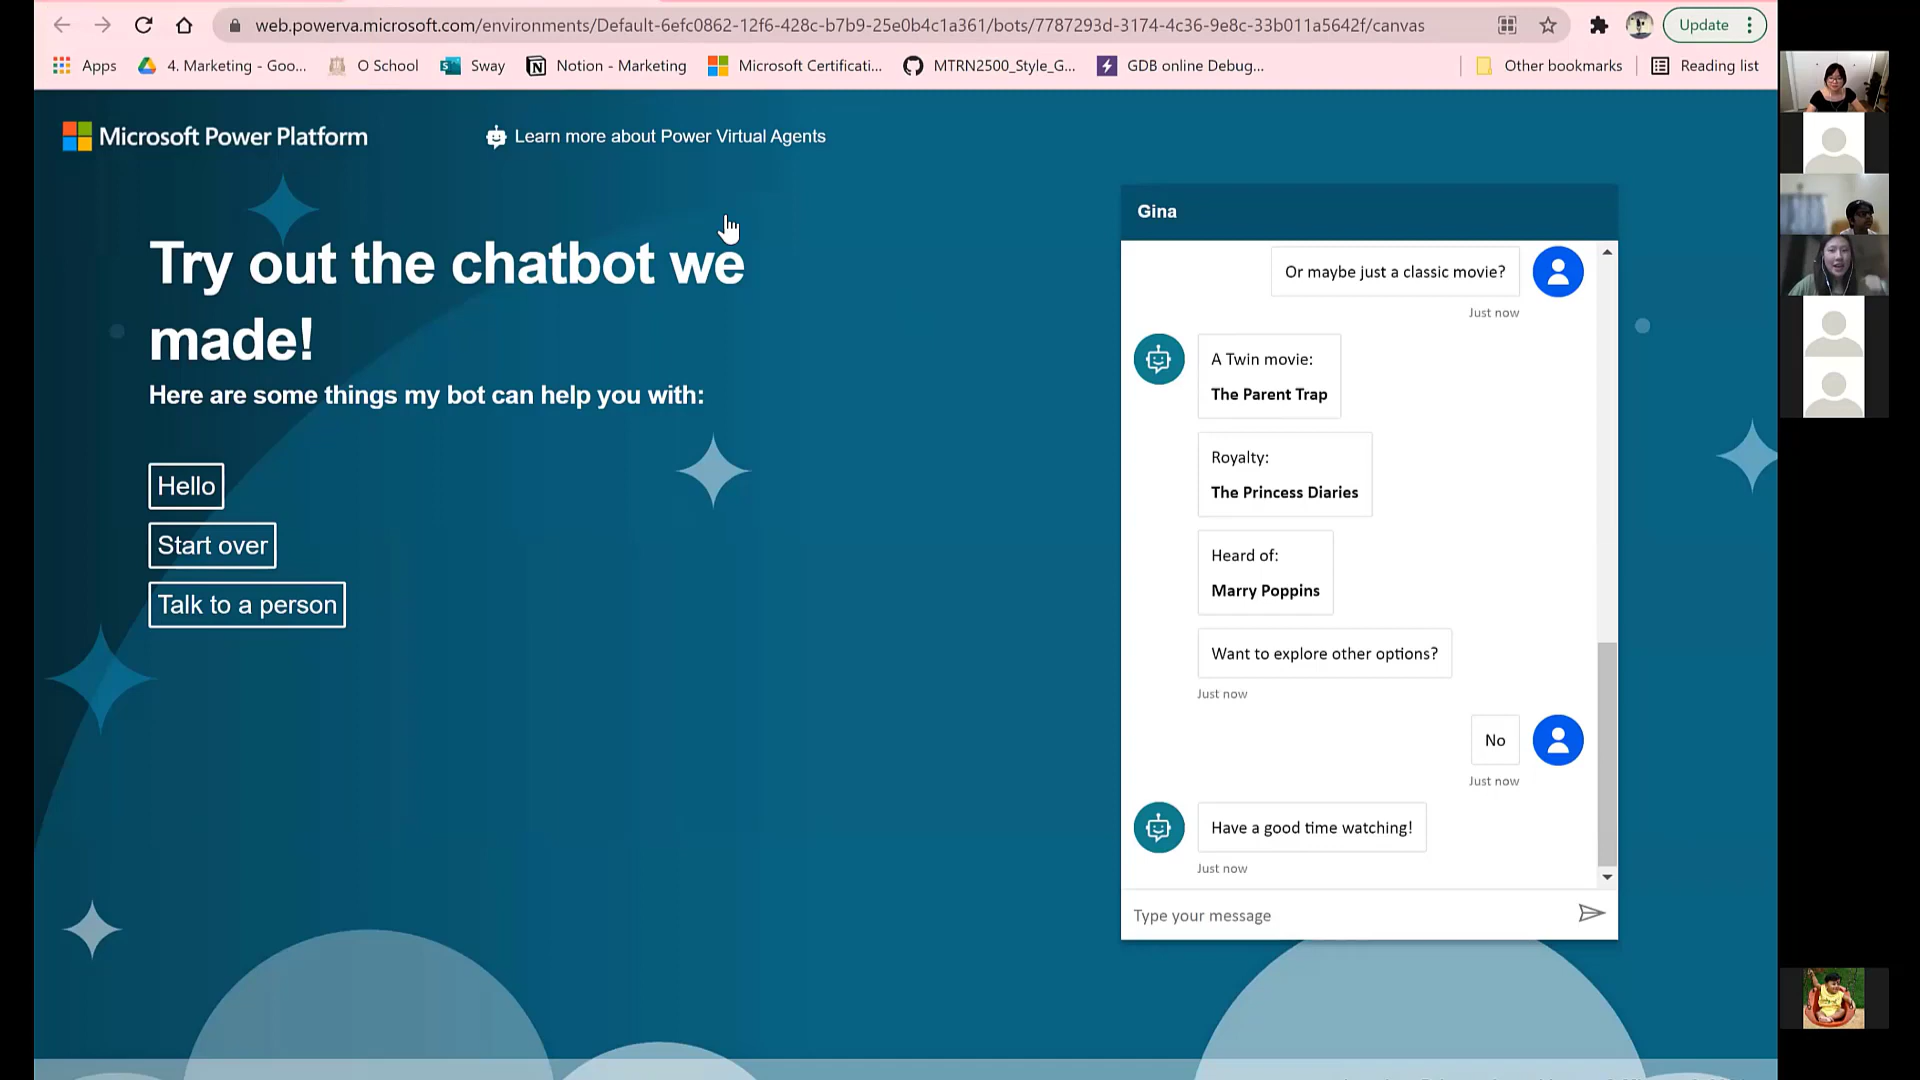 web.powerva.microsoft.com/environments/Default-6efc0862-12f6-428c-b7b9-25e0b4c1a361/bots/7787293d-3174-4c36-9e8c-33b011a5642f/canvas
Update
Apps
4. Marketing - Goo...
O School
Sway
Notion - Marketing
Microsoft Certificati...
MTRN2500_Style_G...
GDB online Debug...
Other bookmarks
Reading list
Microsoft Power Platform
Learn more about Power Virtual Agents
Try out the chatbot we
made!
Here are some things my bot can help you with:
Hello
Start over
Talk to a person
Gina
Or maybe just a classic movie?
Just now
A Twin movie:
The Parent Trap
Royalty:
The Princess Diaries
Heard of:
Marry Poppins
Want to explore other options?
Just now
No
Just now
Have a good time watching!
Just now
Type your message